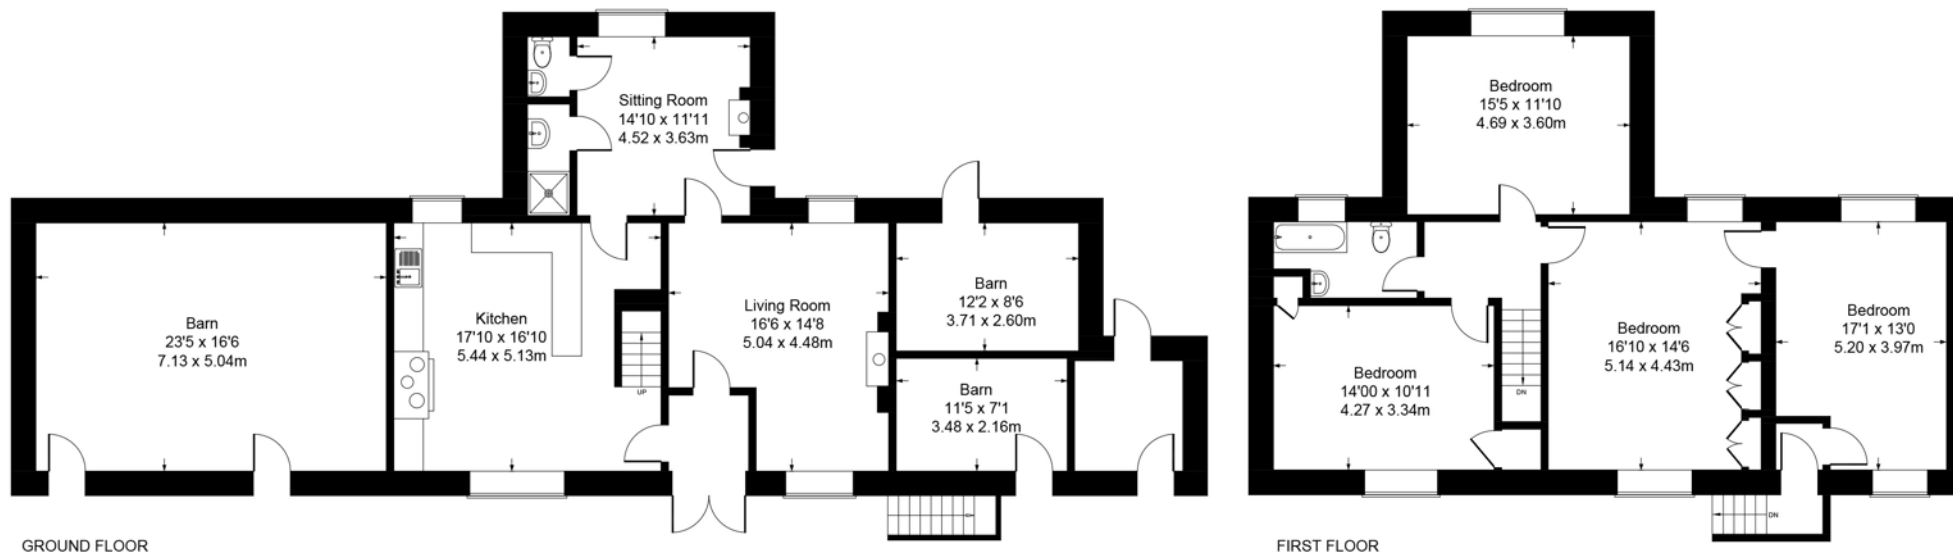 Sitting Room
14'10 x 11'11
4.52 x 3.63m
Barn
23'5 x 16'6
7.13 x 5.04m
Kitchen
17'10 x 16'10
5.44 x 5.13m
UP
Living Room
16'6 x 14'8
5.04 x 4.48m
Barn
12'2 x 8'6
3.71 x 2.60m
Barn
11'5 x 7'1
3.48 x 2.16m
GROUND FLOOR
Bedroom
15'5 x 11'10
4.69 x 3.60m
Bedroom
14'00 x 10'11
4.27 x 3.34m
DN
Bedroom
16'10 x 14'6
5.14 x 4.43m
Bedroom
17'1 x 13'0
5.20 x 3.97m
DN
FIRST FLOOR